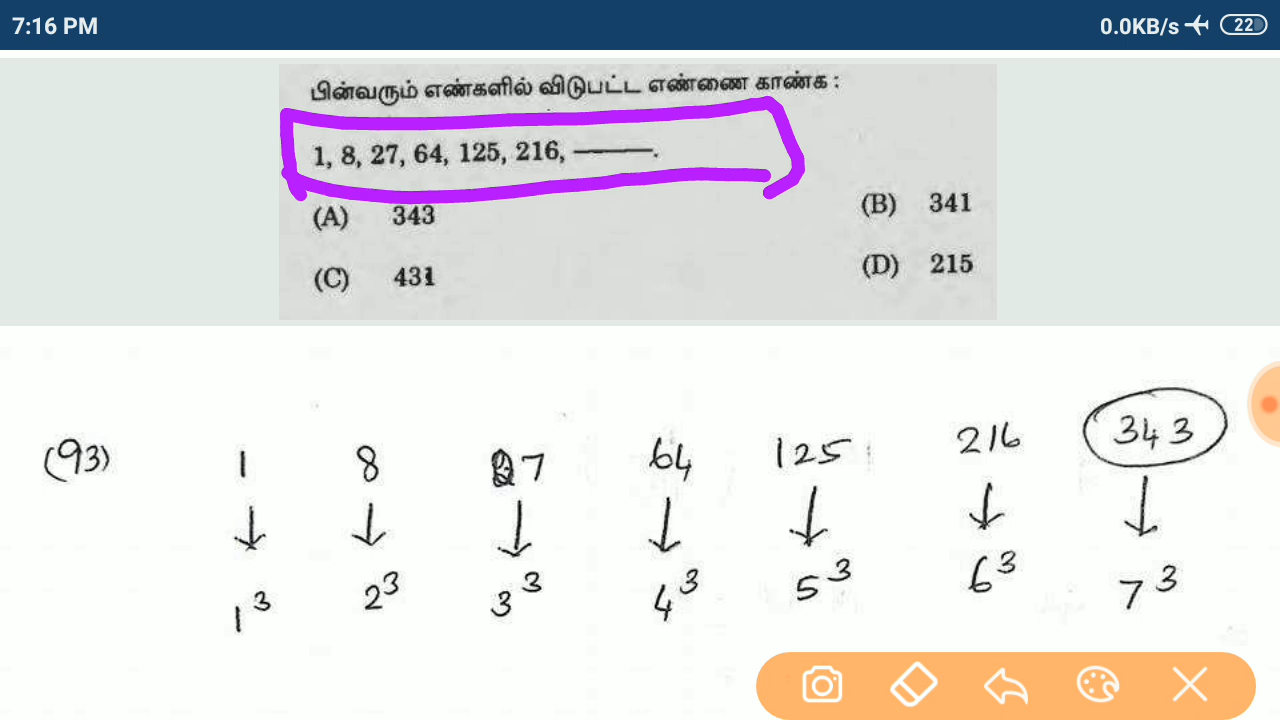 7:16 PM 0.0KB/s 22
பின்வரும் எண்களில் விடுபட்ட எண்ணை காண்க :
1, 8, 27, 64, 125, 216, ———.
(A) 343 (B) 341
(C) 431 (D) 215
(93) 1 8 27 64 125 216 343
↓ ↓ ↓ ↓ ↓ ↓ ↓
1³ 2³ 3³ 4³ 5³ 6³ 7³